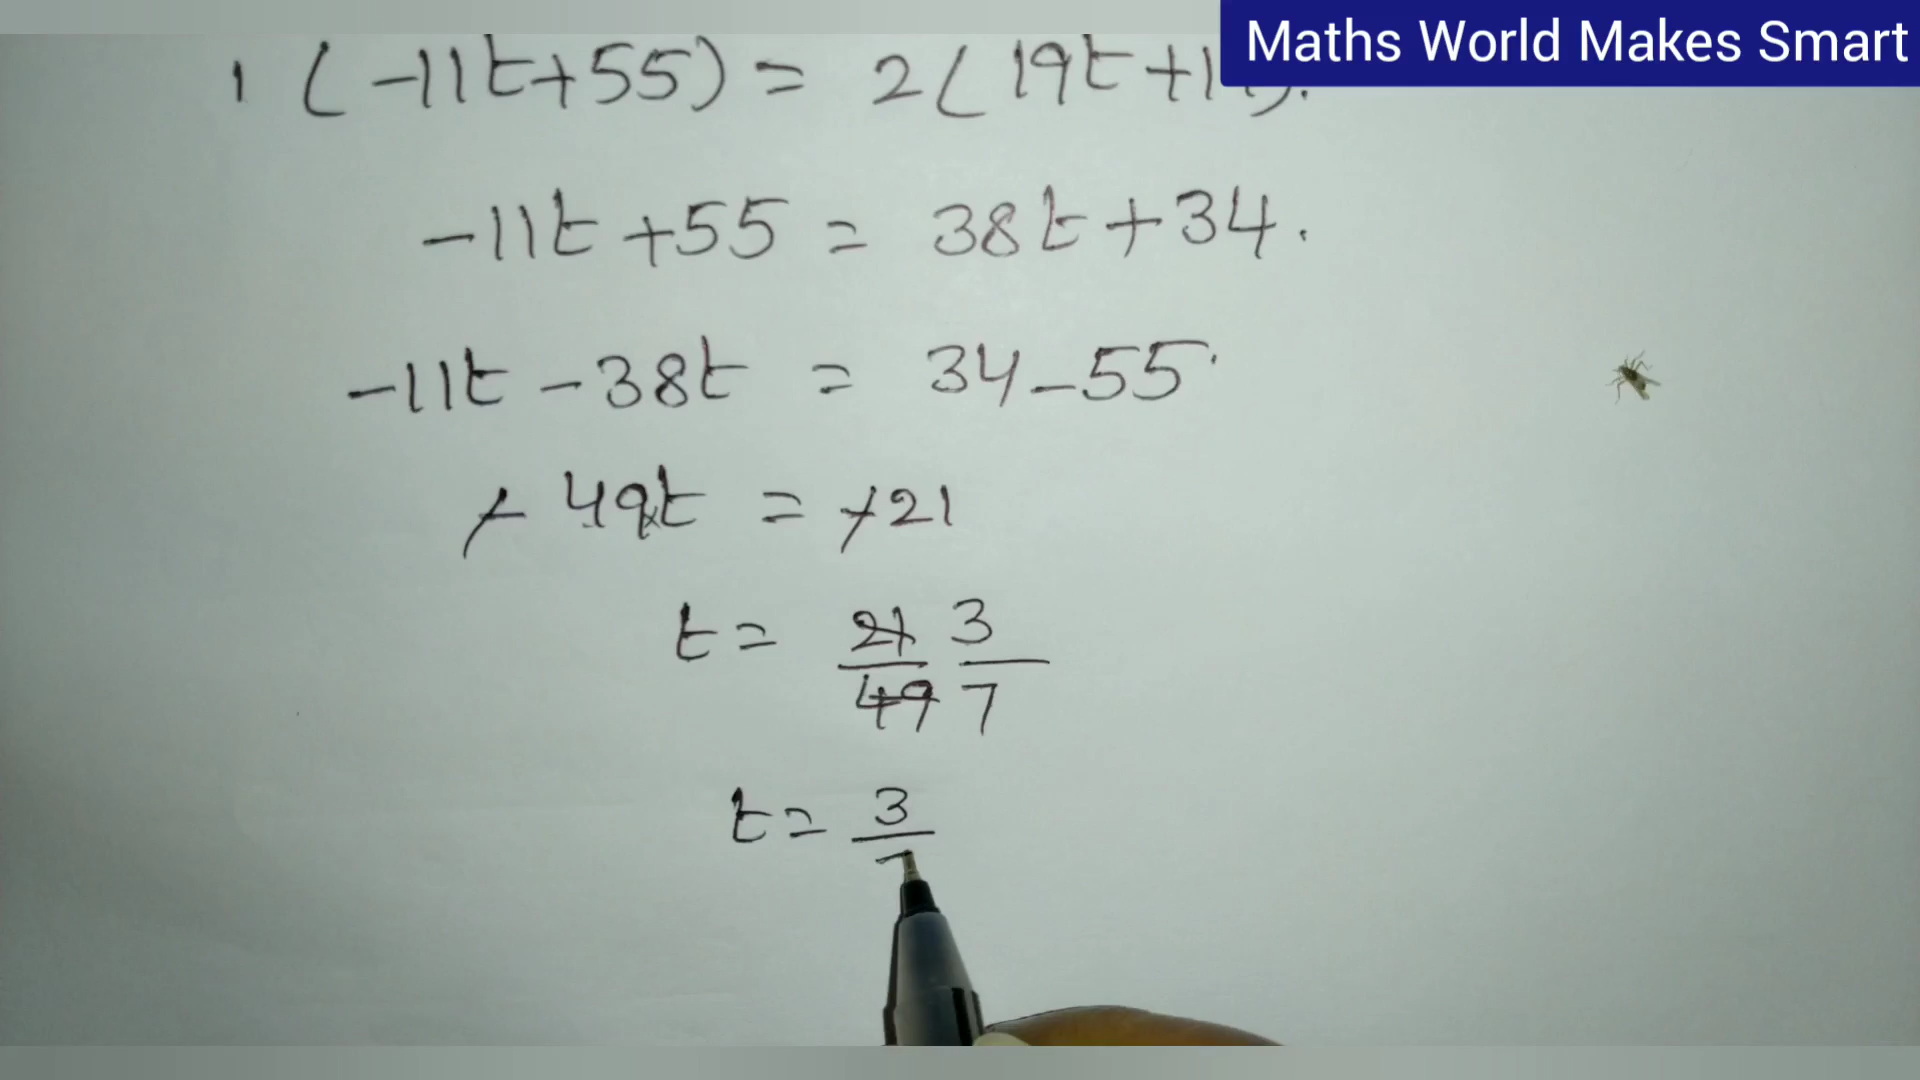 Maths World Makes Smart
1 (-11t+55) = 2(19t+1
-11t+55 = 38t+34.
-11t-38t = 34-55
-49t = -21
t = 21/49 3/7
t = 3/